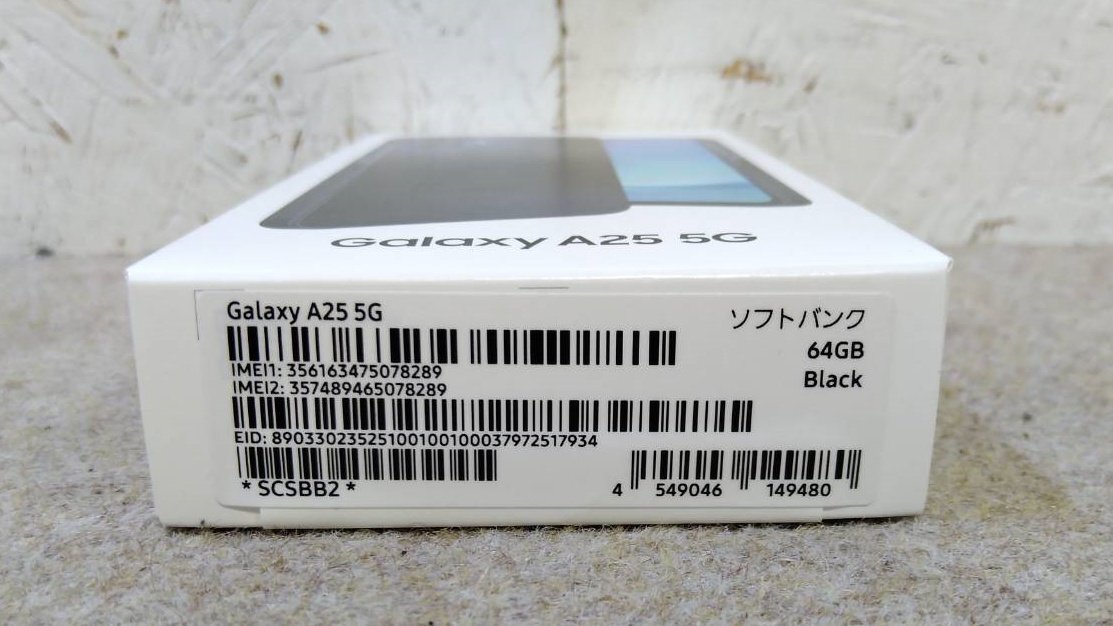 Galaxy A25 5G
Galaxy A25 5G
ソフトバンク
64GB
Black
IMEI1: 356163475078289
IMEI2: 357489465078289
EID: 89033023525100100100037972517934
* SCSBB2 *
4 549046 149480